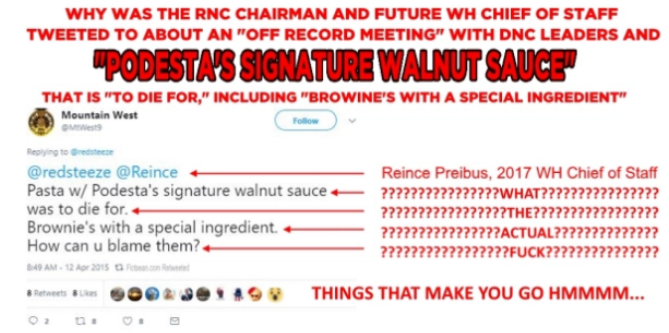 WHY WAS THE RNC CHAIRMAN AND FUTURE WH CHIEF OF STAFF
TWEETED TO ABOUT AN "OFF RECORD MEETING" WITH DNC LEADERS AND
"PODESTA'S SIGNATURE WALNUT SAUCE"
THAT IS "TO DIE FOR," INCLUDING "BROWINE'S WITH A SPECIAL INGREDIENT"
Mountain West
@MtWest9
Follow
Replying to @redsteeze
@redsteeze @Reince
Reince Preibus, 2017 WH Chief of Staff
Pasta w/ Podesta's signature walnut sauce
????????????????WHAT????????????????
was to die for.
????????????????THE????????????????
Brownie's with a special ingredient.
???????????????ACTUAL???????????????
How can u blame them?
????????????????FUCK????????????????
8:49 AM - 12 Apr 2015 Retweeted
8 Retweets 8 Likes
THINGS THAT MAKE YOU GO HMMMM...
2 8 8